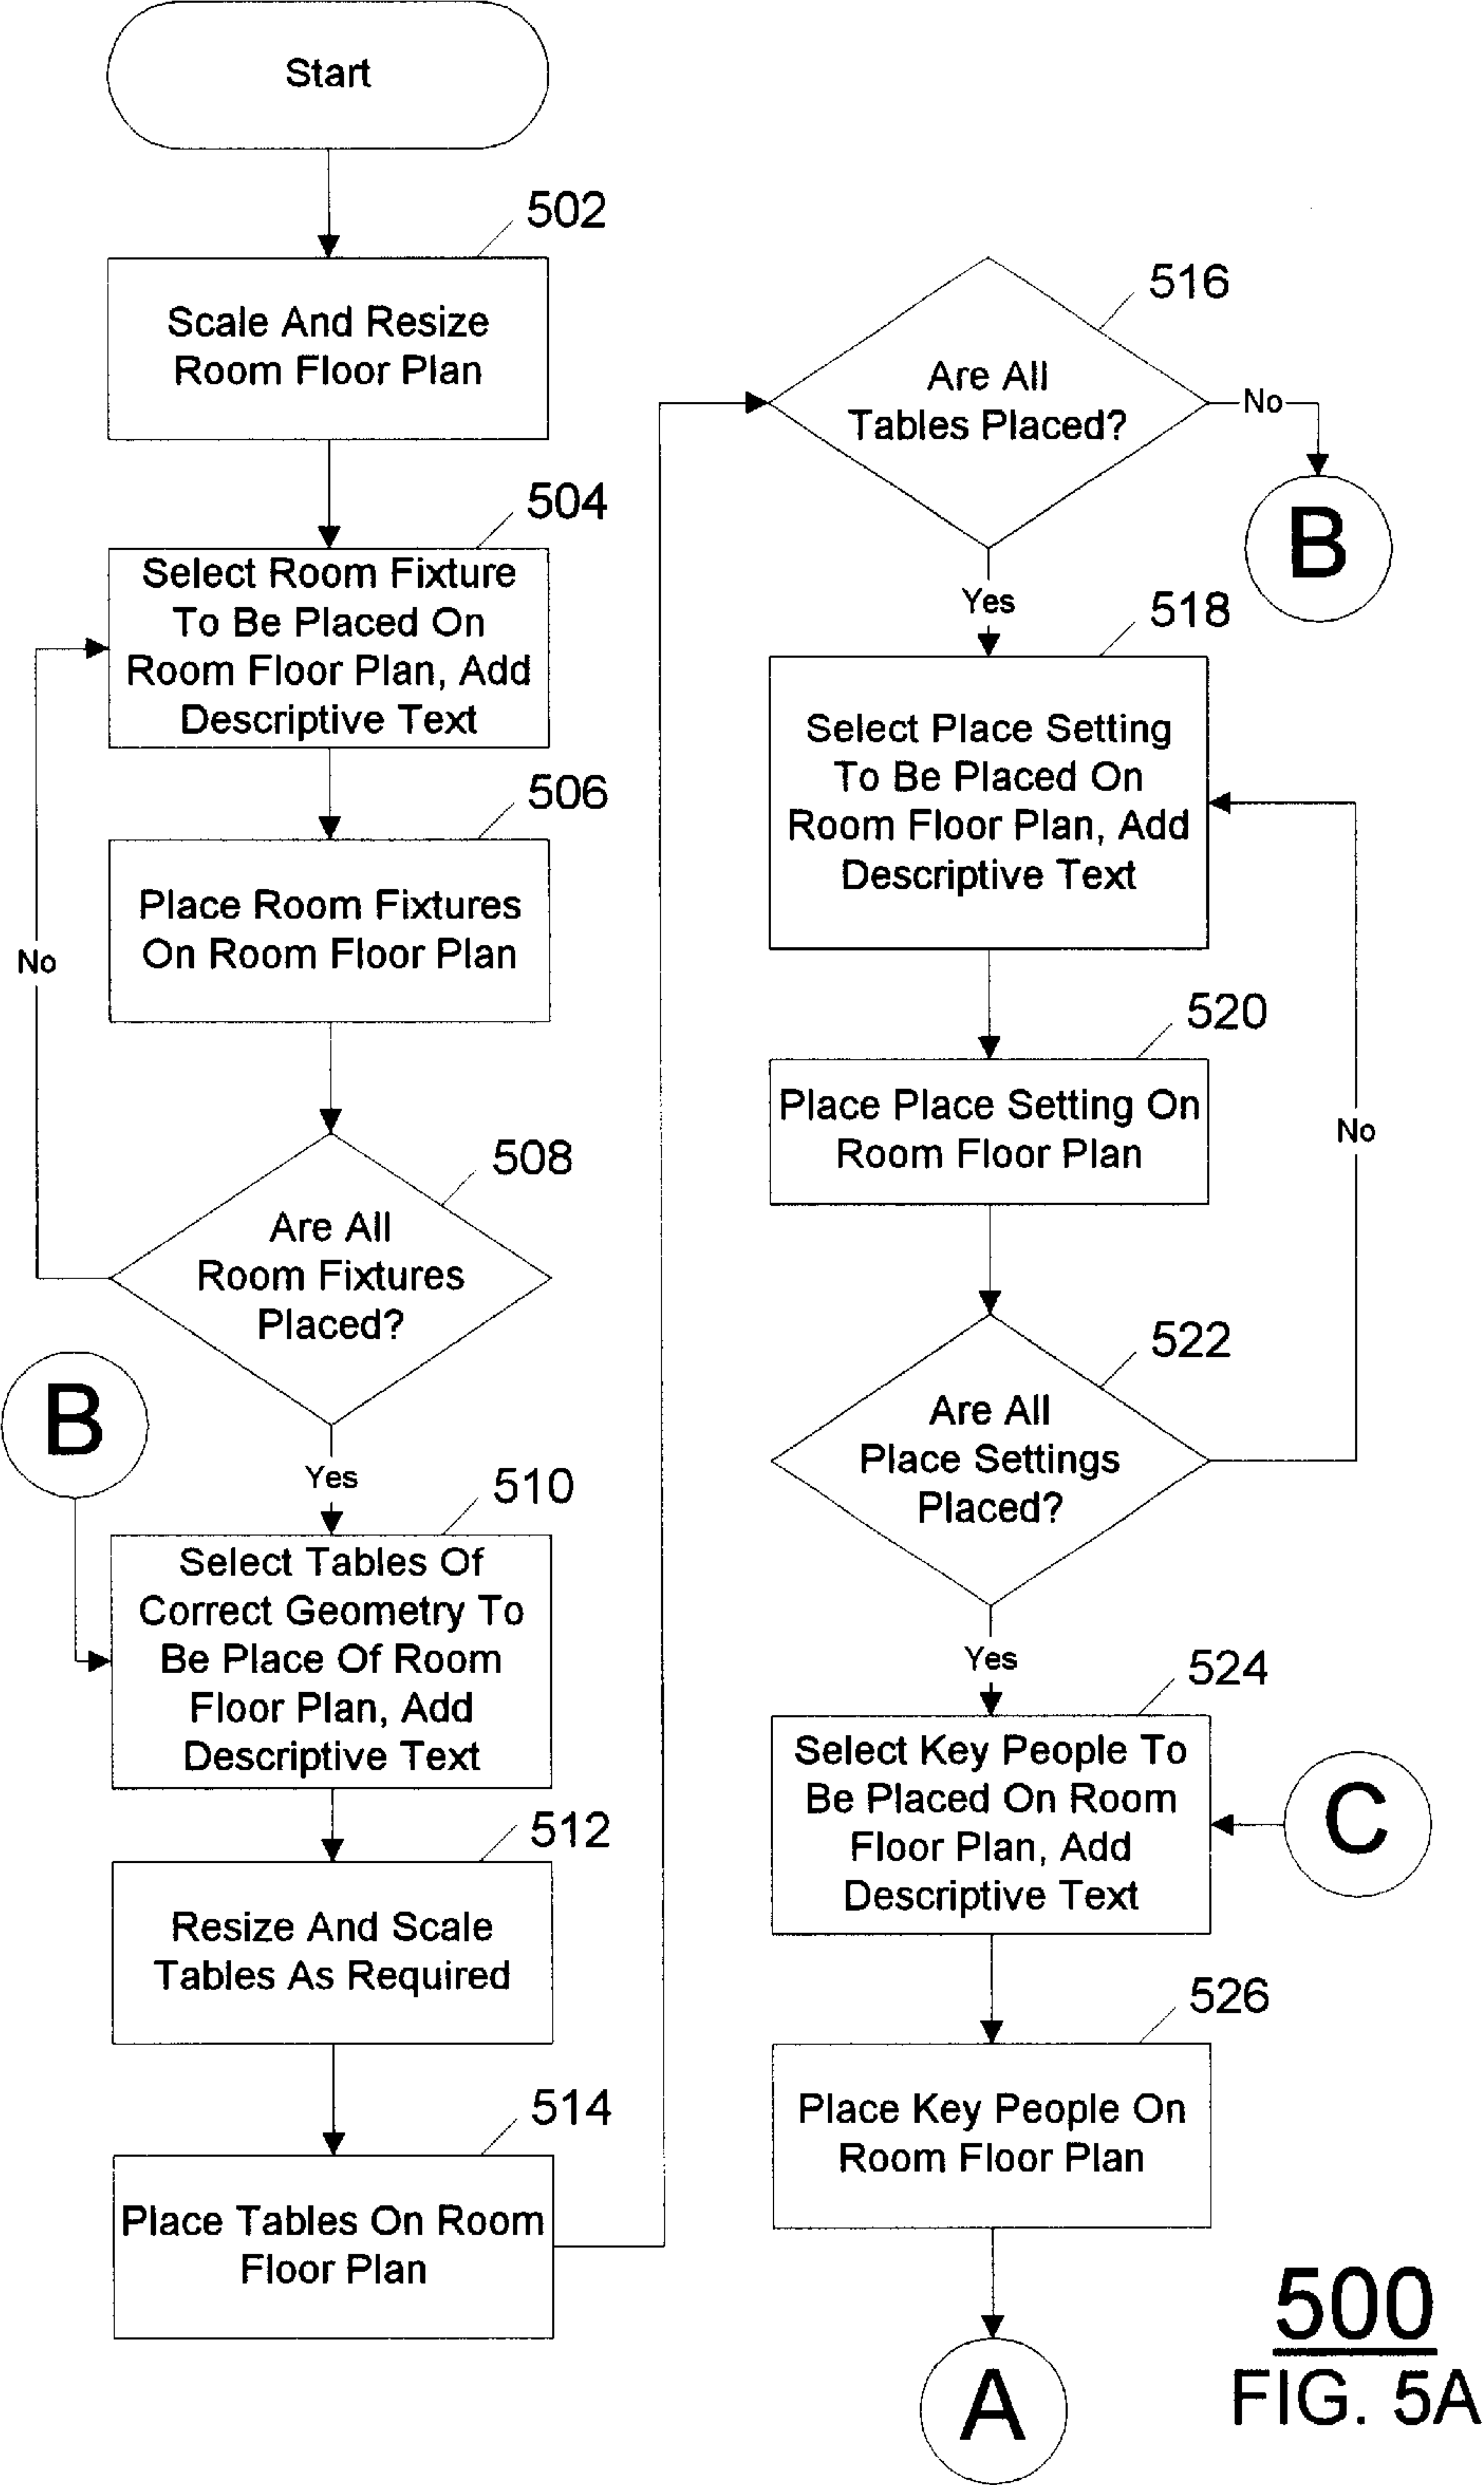 Start
502
Scale And Resize
Room Floor Plan
504
Select Room Fixture
To Be Placed On
Room Floor Plan, Add
Descriptive Text
506
Place Room Fixtures
On Room Floor Plan
No
508
Are All
Room Fixtures
Placed?
B
Yes
510
Select Tables Of
Correct Geometry To
Be Place Of Room
Floor Plan, Add
Descriptive Text
512
Resize And Scale
Tables As Required
514
Place Tables On Room
Floor Plan
516
Are All
Tables Placed?
No
B
Yes
518
Select Place Setting
To Be Placed On
Room Floor Plan, Add
Descriptive Text
520
Place Place Setting On
Room Floor Plan
No
522
Are All
Place Settings
Placed?
Yes
524
Select Key People To
Be Placed On Room
Floor Plan, Add
Descriptive Text
C
526
Place Key People On
Room Floor Plan
A
500
FIG. 5A